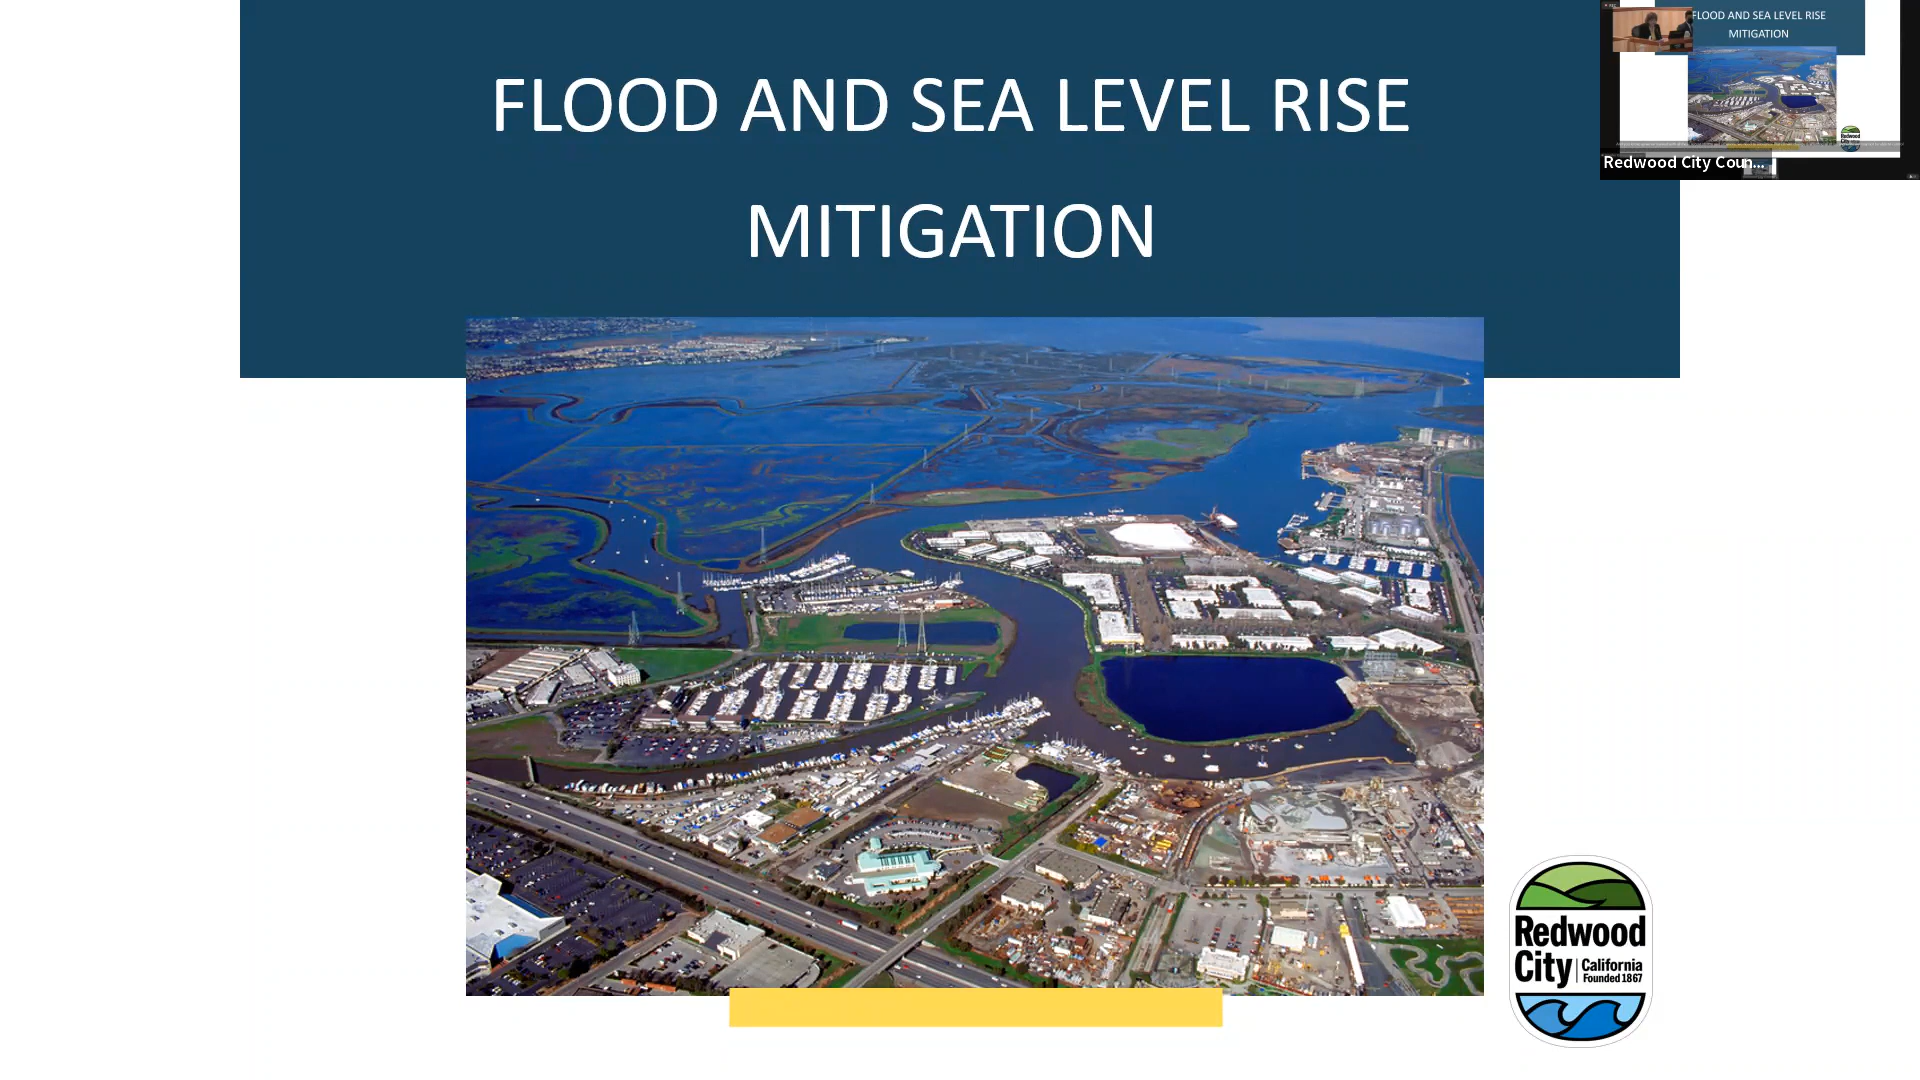 FLOOD AND SEA LEVEL RISE
MITIGATION
FLOOD AND SEA LEVEL RISE
MITIGATION
Redwood City Coun...
Redwood
City
California
Founded 1867